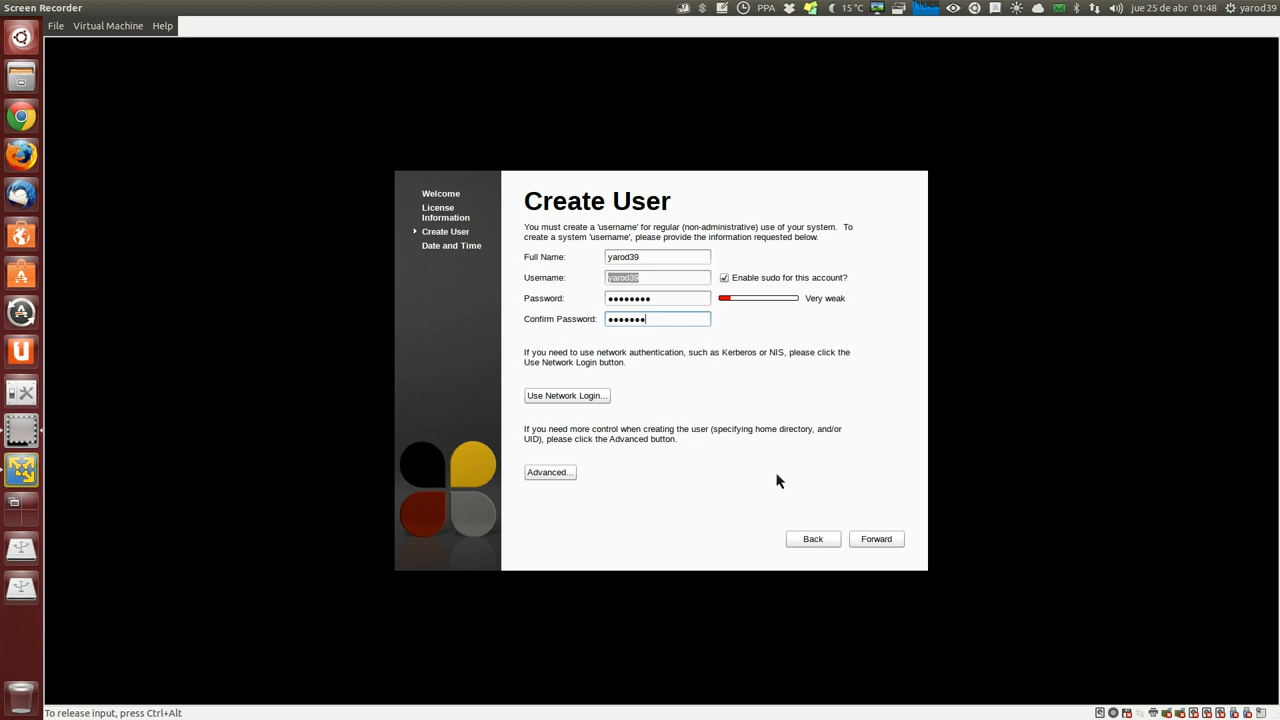 Screen Recorder
PPA
15°C
jue 25 de abr
01:48
yarod39
File
Virtual Machine
Help
Welcome
License
Information
Create User
Date and Time
Create User
You must create a 'username' for regular (non-administrative) use of your system. To
create a system 'username', please provide the information requested below.
Full Name: yarod39
Username: yarod39 Enable sudo for this account?
Password: •••••••• Very weak
Confirm Password: •••••••
If you need to use network authentication, such as Kerberos or NIS, please click the
Use Network Login button.
Use Network Login...
If you need more control when creating the user (specifying home directory, and/or
UID), please click the Advanced button.
Advanced...
Back
Forward
To release input, press Ctrl+Alt